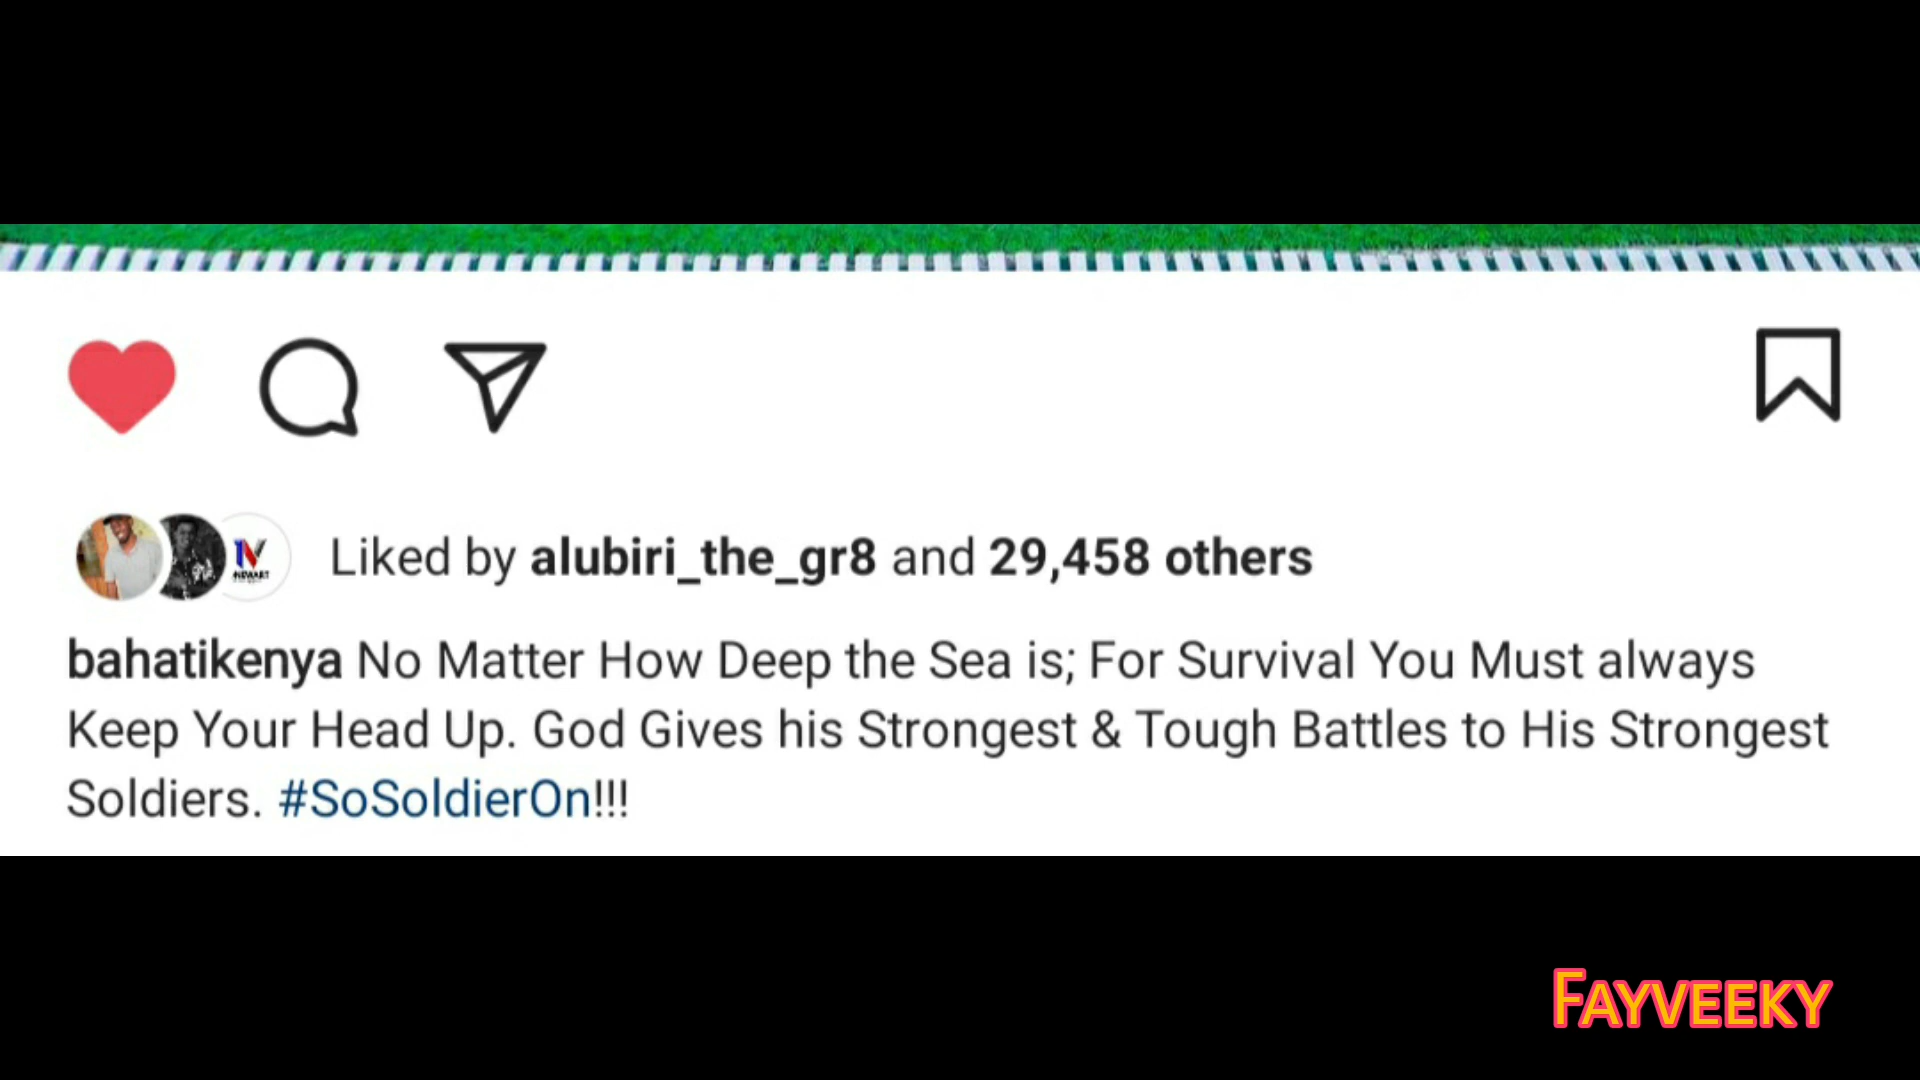 Liked by alubiri_the_gr8 and 29,458 others
bahatikenya No Matter How Deep the Sea is; For Survival You Must always
Keep Your Head Up. God Gives his Strongest & Tough Battles to His Strongest
Soldiers. #SoSoldierOn!!!
FAYVEEKY